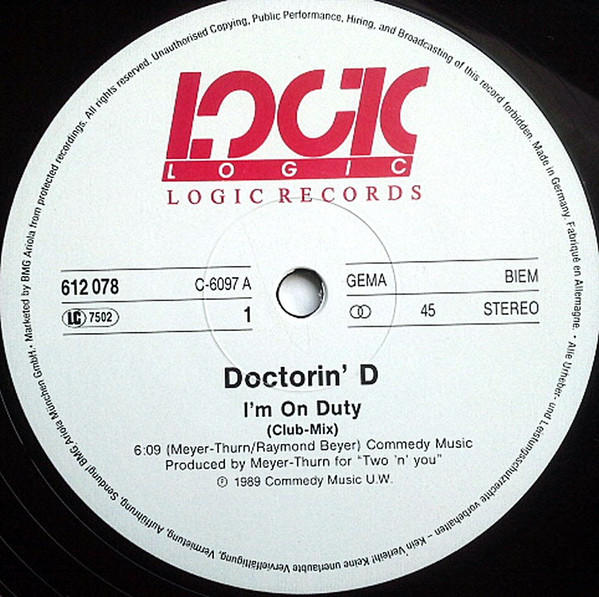 LOGIC
LOGIC
LOGIC RECORDS
612 078
C-6097 A
LC 7502
1
GEMA
BIEM
45
STEREO
Doctorin' D
I'm On Duty
(Club-Mix)
6:09 (Meyer-Thurn/Raymond Beyer) Commedy Music
Produced by Meyer-Thurn for "Two 'n' you"
℗ 1989 Commedy Music U.W.
Marketed by BMG Ariola from protected recordings. All rights reserved. Unauthorised Copying, Public Performance, Hiring, and Broadcasting of this record forbidden. Made in Germany. Fabriqué en Allemagne. • Alle Urheber- und Leistungsschutzrechte vorbehalten – Kein Verleih! Keine unerlaubte Vervielfältigung, Vermietung, Aufführung, Sendung! BMG Ariola München GmbH. •